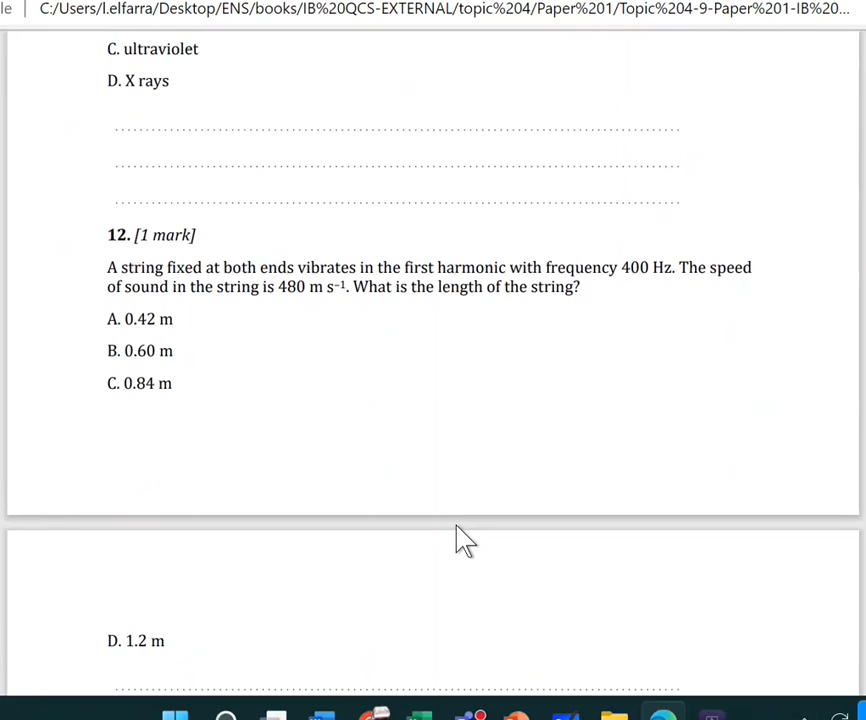 le | C:/Users/l.elfarra/Desktop/ENS/books/IB%20QCS-EXTERNAL/topic%204/Paper%201/Topic%204-9-Paper%201-IB%20...
C. ultraviolet
D. X rays
12. [1 mark]
A string fixed at both ends vibrates in the first harmonic with frequency 400 Hz. The speed
of sound in the string is 480 m s⁻¹. What is the length of the string?
A. 0.42 m
B. 0.60 m
C. 0.84 m
D. 1.2 m